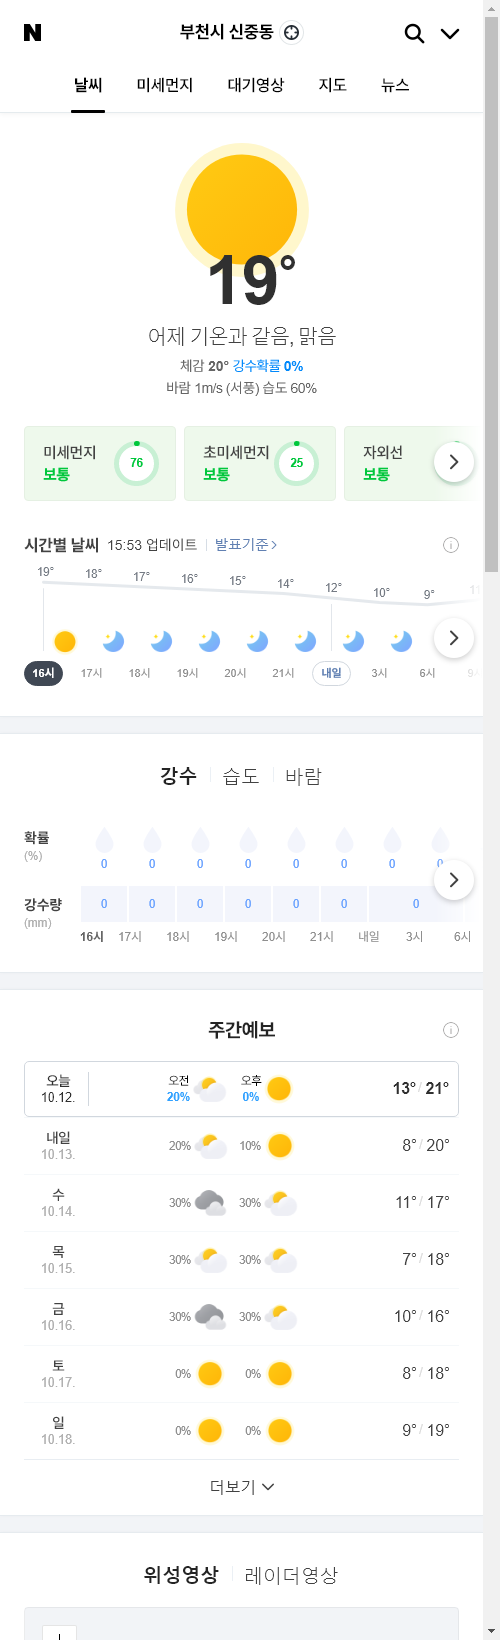 N
부천시 신중동
날씨 미세먼지 대기영상 지도 뉴스
19°
어제 기온과 같음, 맑음
체감 20° 강수확률 0%
바람 1m/s (서풍) 습도 60%
미세먼지 보통 76
초미세먼지 보통 25
자외선 보통
시간별 날씨 15:53 업데이트 발표기준
19° 18° 17° 16° 15° 14° 12° 10° 9° 11
16시 17시 18시 19시 20시 21시 내일 3시 6시
강수 습도 바람
확률
(%)
0 0 0 0 0 0 0 0
강수량
(mm)
0 0 0 0 0 0 0
16시 17시 18시 19시 20시 21시 내일 3시 6시
주간예보
오늘 10.12. 오전 20% 오후 0% 13° / 21°
내일 10.13. 20% 10% 8° / 20°
수 10.14. 30% 30% 11° / 17°
목 10.15. 30% 30% 7° / 18°
금 10.16. 30% 30% 10° / 16°
토 10.17. 0% 0% 8° / 18°
일 10.18. 0% 0% 9° / 19°
더보기
위성영상 레이더영상